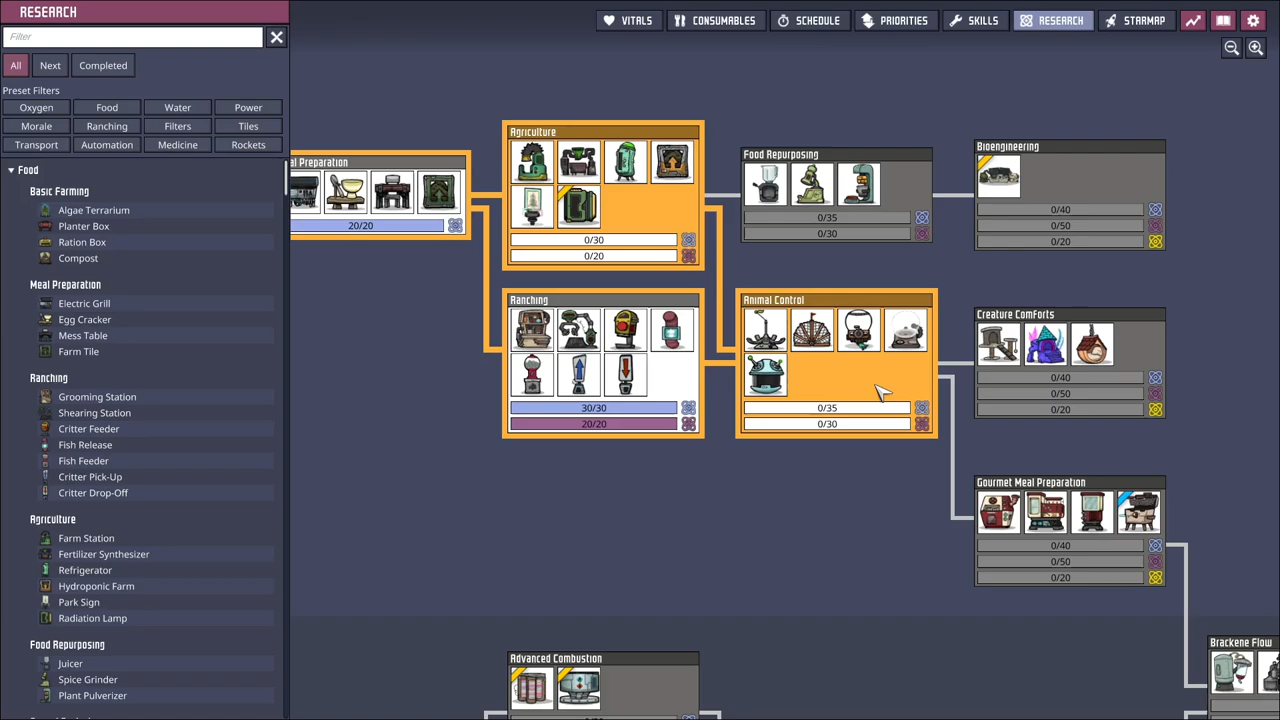 RESEARCH
VITALS
CONSUMABLES
SCHEDULE
PRIORITIES
SKILLS
RESEARCH
STARMAP
Filter
All
Next
Completed
Preset Filters
Oxygen
Food
Water
Power
Morale
Ranching
Filters
Tiles
Transport
Automation
Medicine
Rockets
Food
Basic Farming
Algae Terrarium
Planter Box
Ration Box
Compost
Meal Preparation
Electric Grill
Egg Cracker
Mess Table
Farm Tile
Ranching
Grooming Station
Shearing Station
Critter Feeder
Fish Release
Fish Feeder
Critter Pick-Up
Critter Drop-Off
Agriculture
Farm Station
Fertilizer Synthesizer
Refrigerator
Hydroponic Farm
Park Sign
Radiation Lamp
Food Repurposing
Juicer
Spice Grinder
Plant Pulverizer
al Preparation
20/20
Agriculture
0/30
0/20
Ranching
30/30
20/20
Food Repurposing
0/35
0/30
Animal Control
0/35
0/30
Bioengineering
0/40
0/50
0/20
Creature Comforts
0/40
0/50
0/20
Gourmet Meal Preparation
0/40
0/50
0/20
Brackene Flow
Advanced Combustion